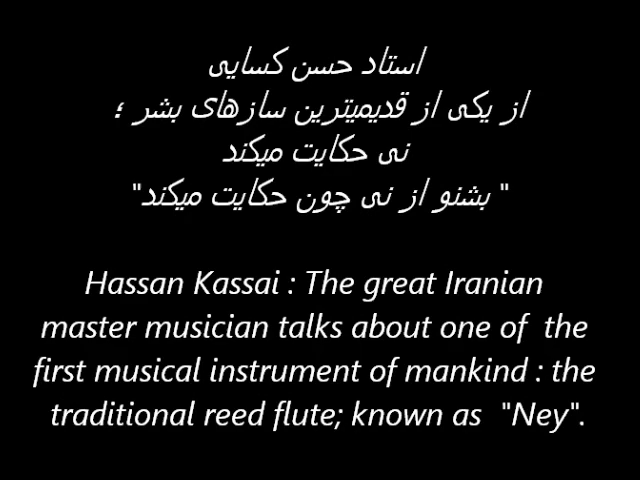 استاد حسن کسایی
از یکی از قدیمیترین سازهای بشر ؛
نی حکایت میکند
" بشنو از نی چون حکایت میکند"
Hassan Kassai : The great Iranian
master musician talks about one of the
first musical instrument of mankind : the
traditional reed flute; known as "Ney".